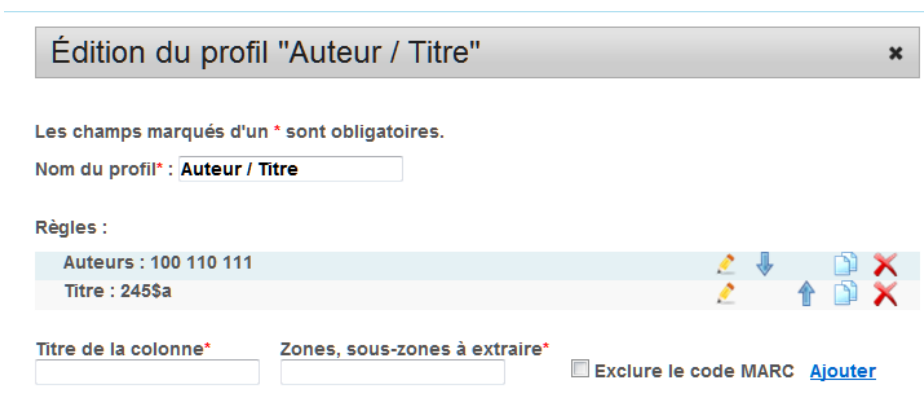 Édition du profil "Auteur / Titre"
Les champs marqués d'un * sont obligatoires.
Nom du profil* : Auteur / Titre
Règles :
Auteurs : 100 110 111
Titre : 245$a
Titre de la colonne* Zones, sous-zones à extraire*
Exclure le code MARC Ajouter